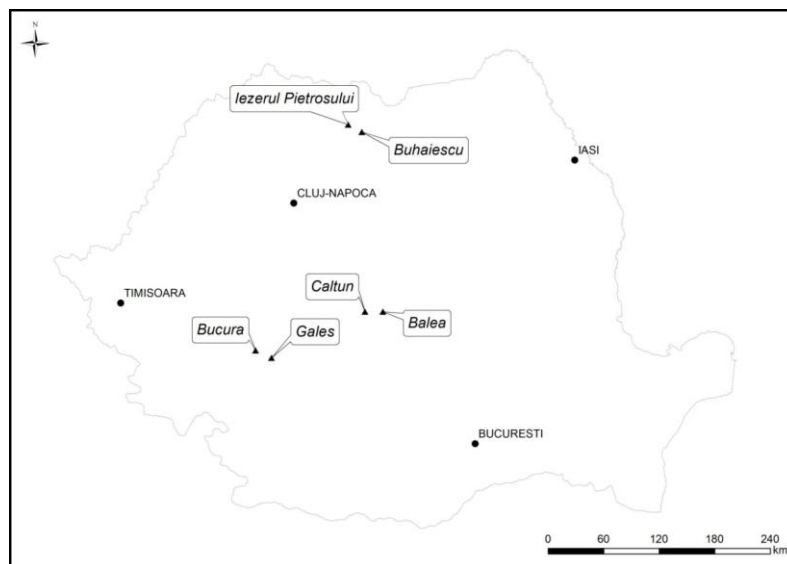 N
Iezerul Pietrosului
Buhaiescu
IASI
CLUJ-NAPOCA
Caltun
TIMISOARA
Balea
Bucura
Gales
BUCURESTI
0 60 120 180 240
km